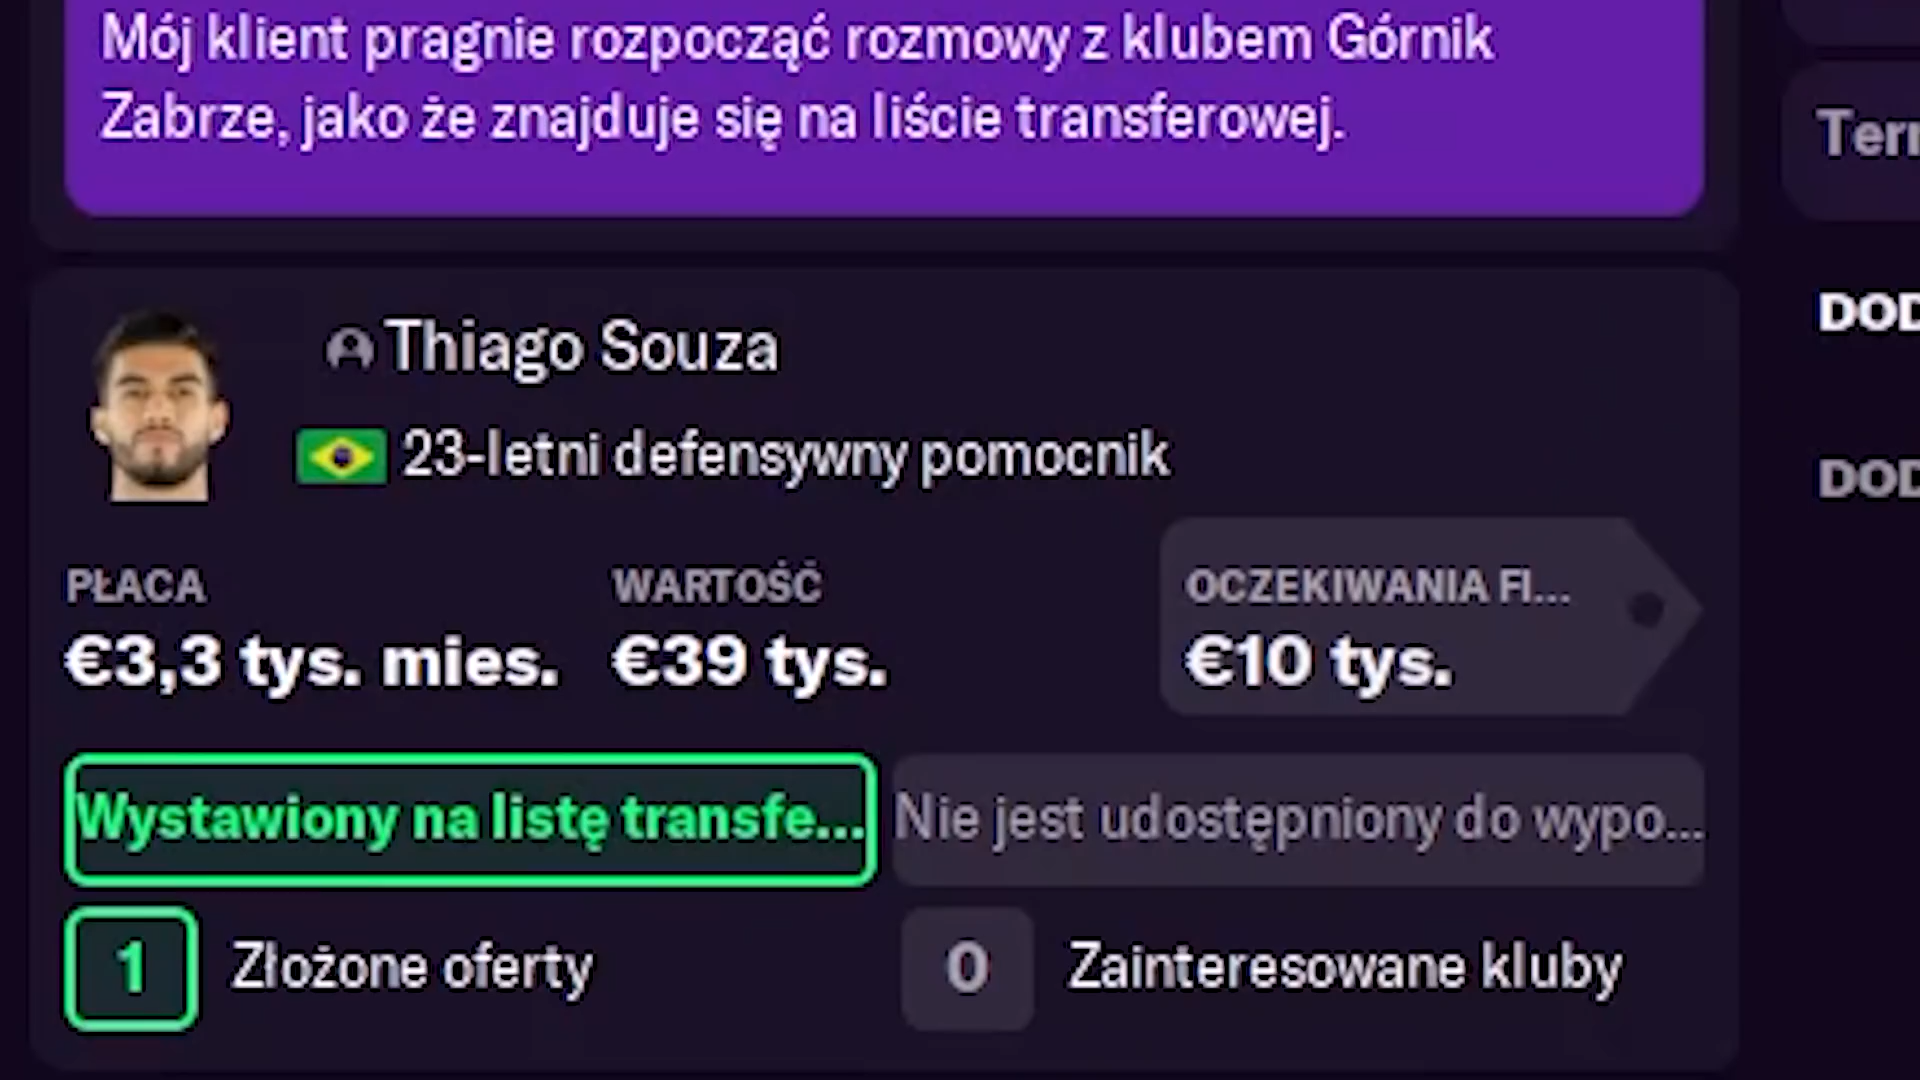 Mój klient pragnie rozpocząć rozmowy z klubem Górnik
Zabrze, jako że znajduje się na liście transferowej.
Thiago Souza
23-letni defensywny pomocnik
PŁACA
€3,3 tys. mies.
WARTOŚĆ
€39 tys.
OCZEKIWANIA FI...
€10 tys.
Wystawiony na listę transfe...
Nie jest udostępniony do wypo...
1 Złożone oferty
0 Zainteresowane kluby
DOD
DOD